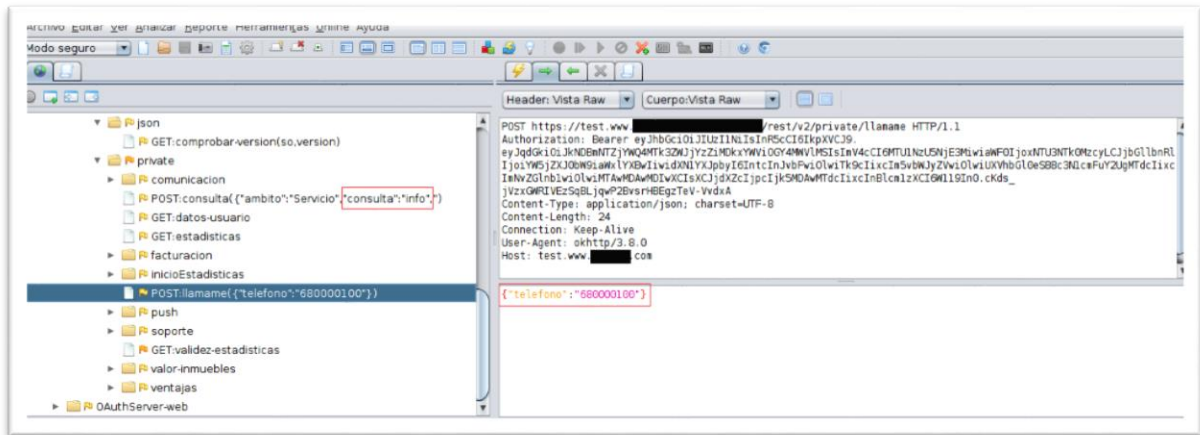 Archivo Editar Ver Analizar Reporte Herramientas Online Ayuda
Modo seguro
Header: Vista Raw
Cuerpo:Vista Raw
json
GET:comprobar-version(so,version)
private
comunicacion
POST:consulta({"ambito":"Servicio","consulta":"info",")
GET:datos-usuario
GET:estadisticas
facturacion
inicioEstadisticas
POST:llamame({"telefono":"680000100"})
push
soporte
GET:validez-estadisticas
valor-inmuebles
ventajas
OAuthServer-web
POST https://test.www. /rest/v2/private/llamame HTTP/1.1
Authorization: Bearer
Content-Type: application/json; charset=UTF-8
Content-Length: 24
Connection: Keep-Alive
User-Agent: okhttp/3.8.0
Host: test.www. .com
{"telefono":"680000100"}